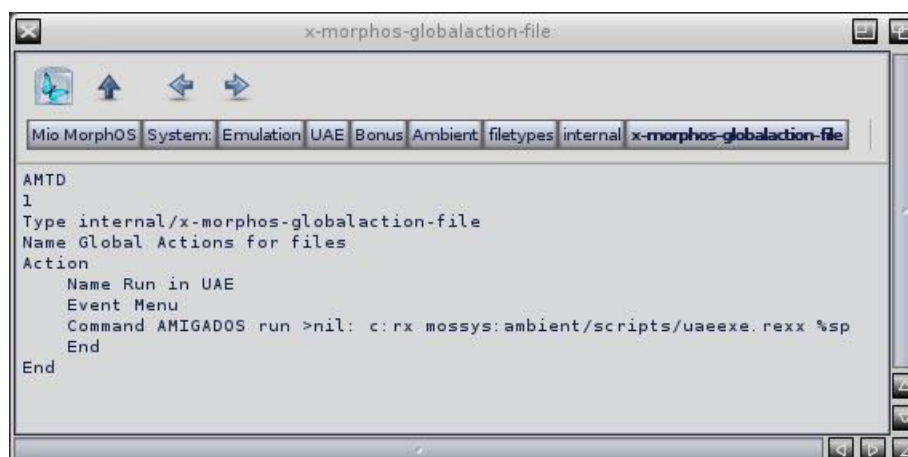 x-morphos-globalaction-file
Mio MorphOS System: Emulation UAE Bonus Ambient filetypes internal x-morphos-globalaction-file
AMTD
1
Type internal/x-morphos-globalaction-file
Name Global Actions for files
Action
Name Run in UAE
Event Menu
Command AMIGADOS run >nil: c:rx mossys:ambient/scripts/uaeexe.rexx %sp
End
End